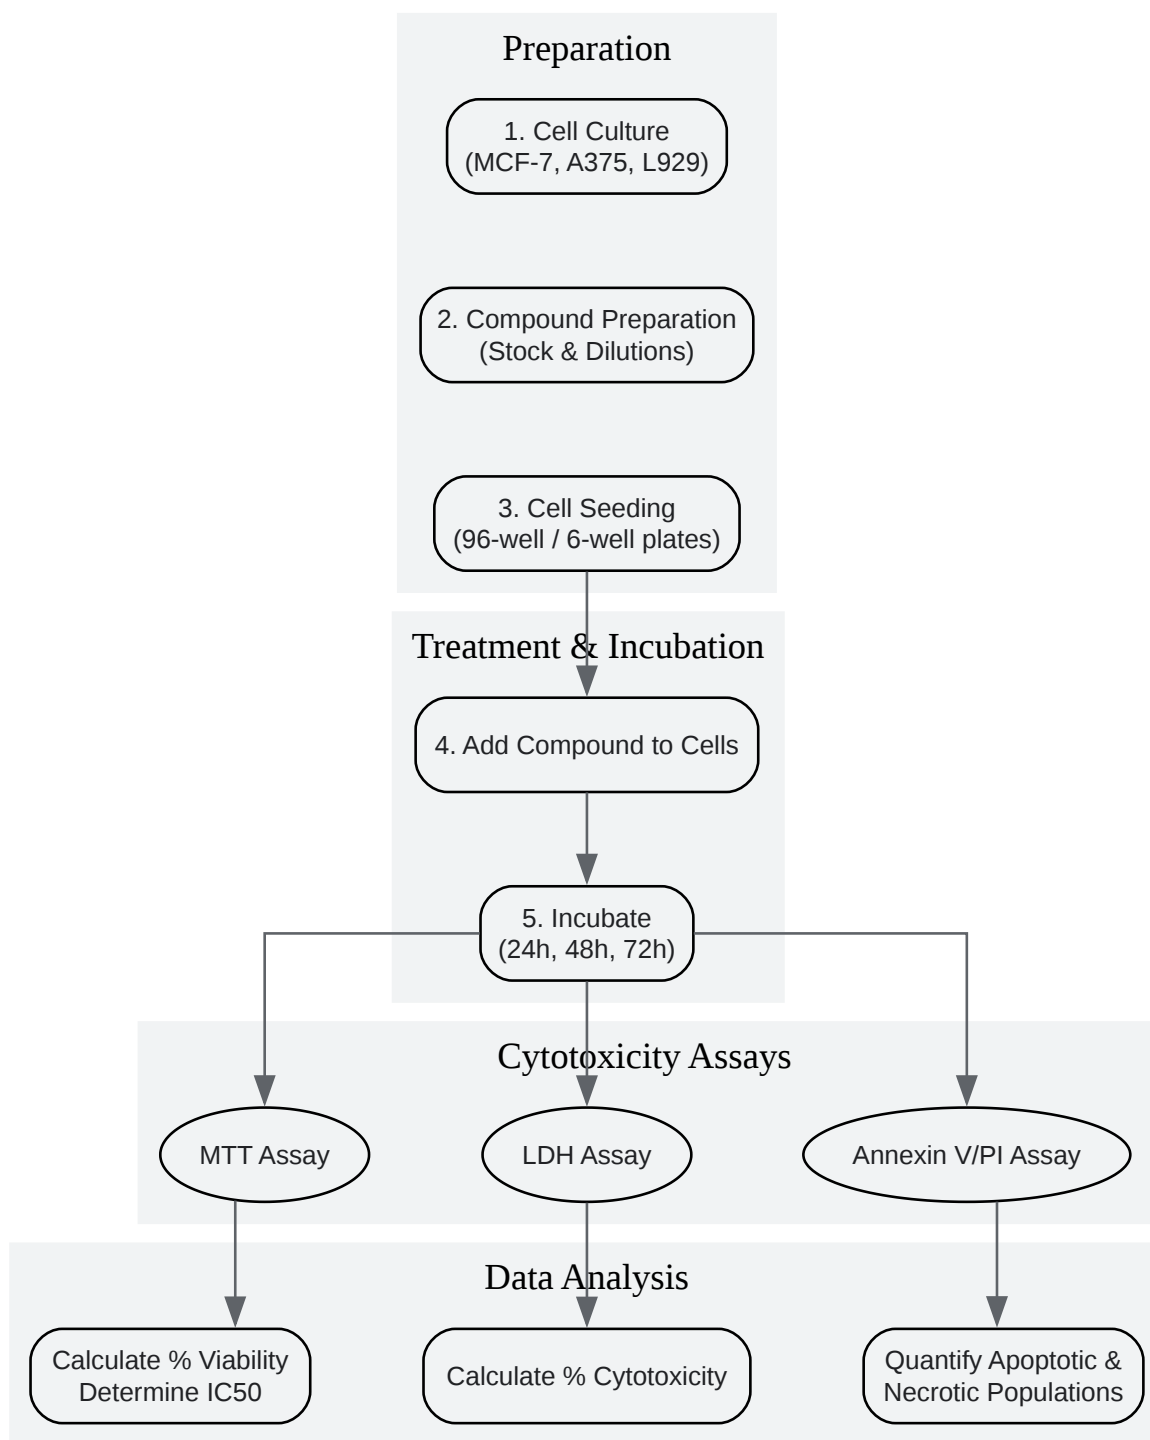 Preparation
1. Cell Culture
(MCF-7, A375, L929)
2. Compound Preparation
(Stock & Dilutions)
3. Cell Seeding
(96-well / 6-well plates)
Treatment & Incubation
4. Add Compound to Cells
5. Incubate
(24h, 48h, 72h)
Cytotoxicity Assays
MTT Assay
LDH Assay
Annexin V/PI Assay
Data Analysis
Calculate % Viability
Determine IC50
Calculate % Cytotoxicity
Quantify Apoptotic &
Necrotic Populations